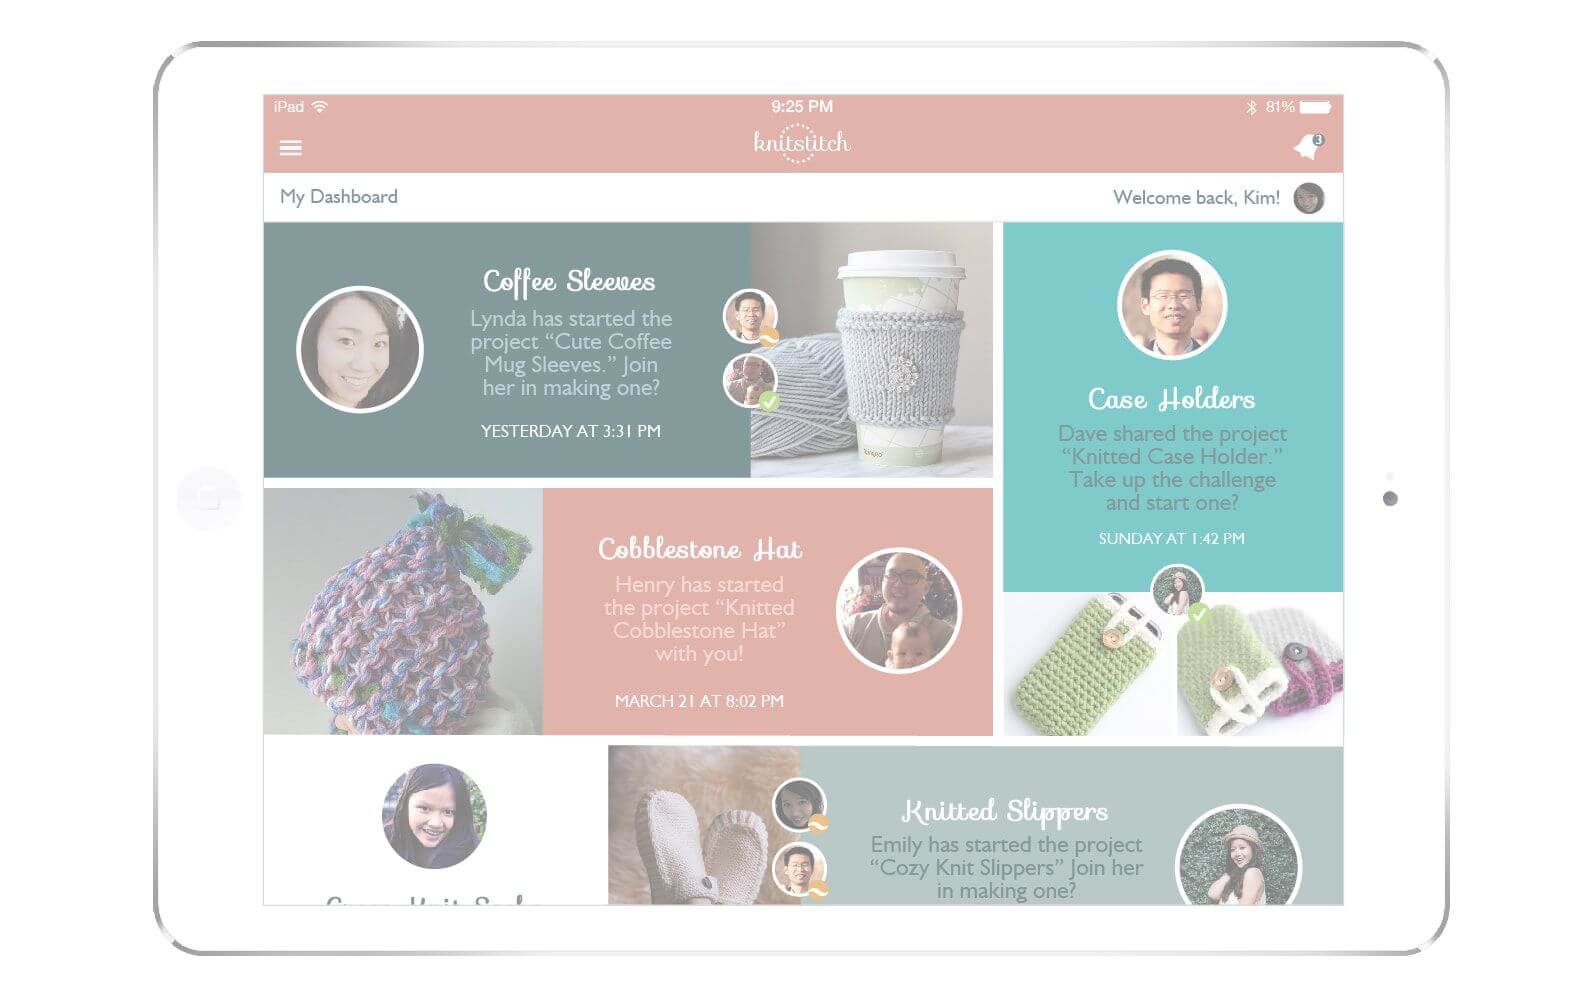 iPad
9:25 PM
81%
knitstitch
3
My Dashboard
Welcome back, Kim!
Coffee Sleeves
Lynda has started the
project “Cute Coffee
Mug Sleeves.” Join
her in making one?
YESTERDAY AT 3:31 PM
Case Holders
Dave shared the project
“Knitted Case Holder.”
Take up the challenge
and start one?
SUNDAY AT 1:42 PM
Cobblestone Hat
Henry has started
the project “Knitted
Cobblestone Hat”
with you!
MARCH 21 AT 8:02 PM
Knitted Slippers
Emily has started the project
“Cozy Knit Slippers” Join her
in making one?